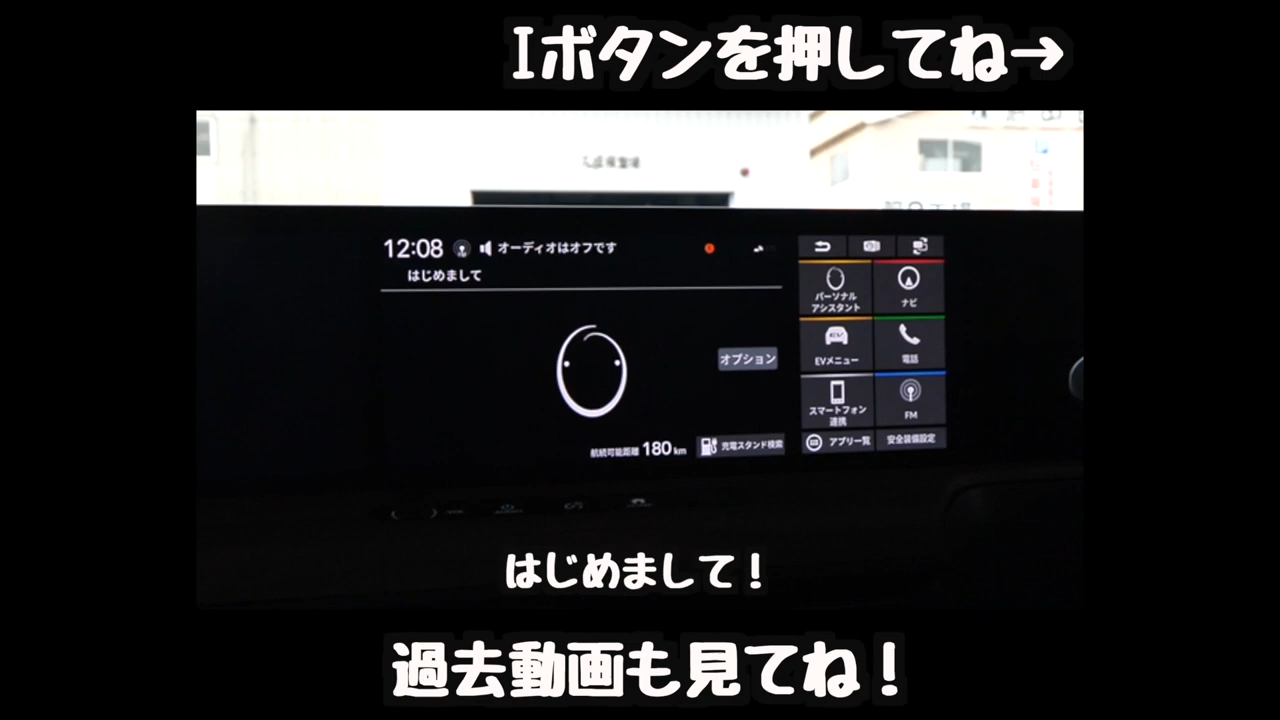 Iボタンを押してね→
12:08
オーディオはオフです
はじめまして
パーソナル
アシスタント
ナビ
EV
EVメニュー
電話
オプション
スマートフォン
連携
FM
航続可能距離 180 km
充電スタンド検索
アプリ一覧
安全装備設定
はじめまして！
過去動画も見てね！